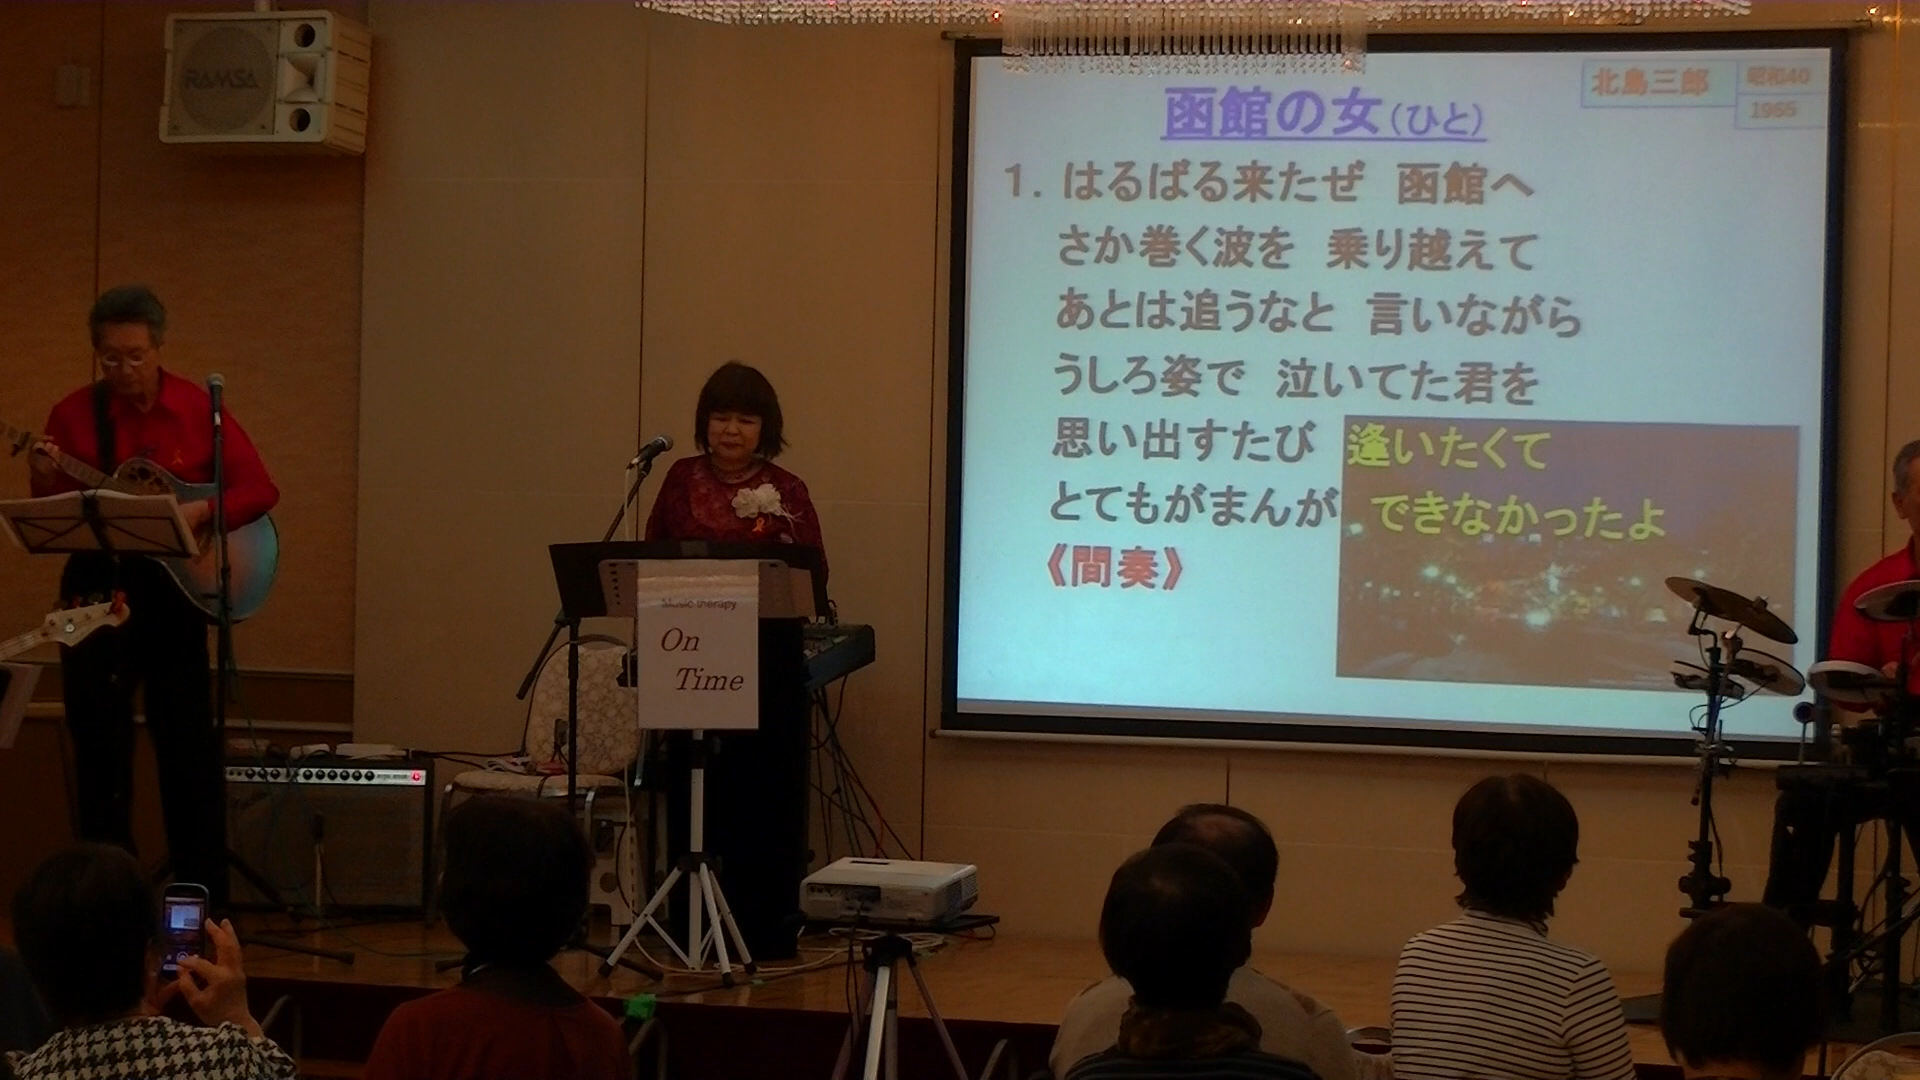 RAMSA
函館の女(ひと)
北島三郎
昭和40
1965
1. はるばる来たぜ 函館へ
さか巻く波を 乗り越えて
あとは追うなと 言いながら
うしろ姿で 泣いてた君を
思い出すたび 逢いたくて
とてもがまんが できなかったよ
《間奏》
Music therapy
On
Time